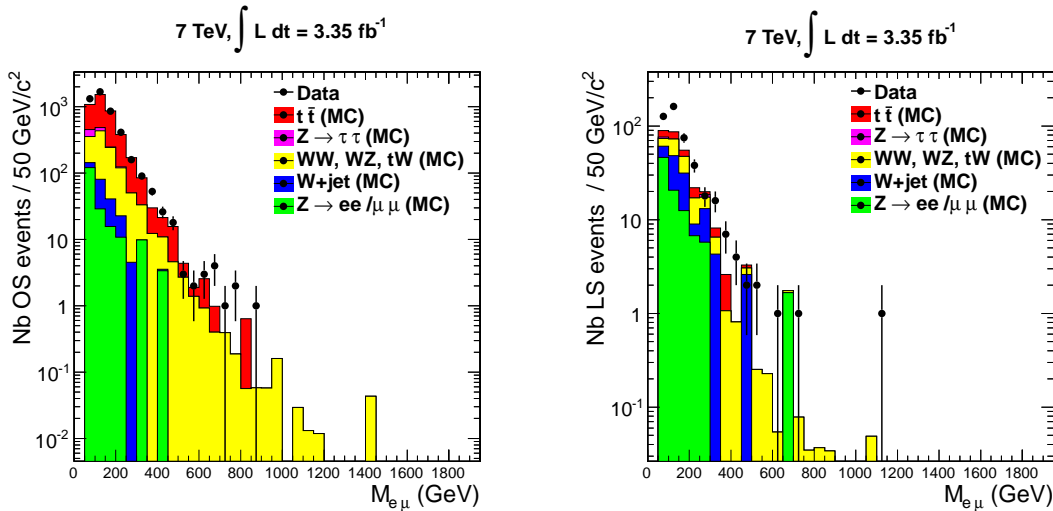 7 TeV, ∫ L dt = 3.35 fb⁻¹
Nb OS events / 50 GeV/c²
10³
10²
10
1
10⁻¹
10⁻²
Data
t t̄ (MC)
Z → τ τ (MC)
WW, WZ, tW (MC)
W+jet (MC)
Z → ee /μ μ (MC)
0 200 400 600 800 1000 1200 1400 1600 1800
M_{e μ} (GeV)
7 TeV, ∫ L dt = 3.35 fb⁻¹
Nb LS events / 50 GeV/c²
10²
10
1
10⁻¹
Data
t t̄ (MC)
Z → τ τ (MC)
WW, WZ, tW (MC)
W+jet (MC)
Z → ee /μ μ (MC)
0 200 400 600 800 1000 1200 1400 1600 1800
M_{e μ} (GeV)